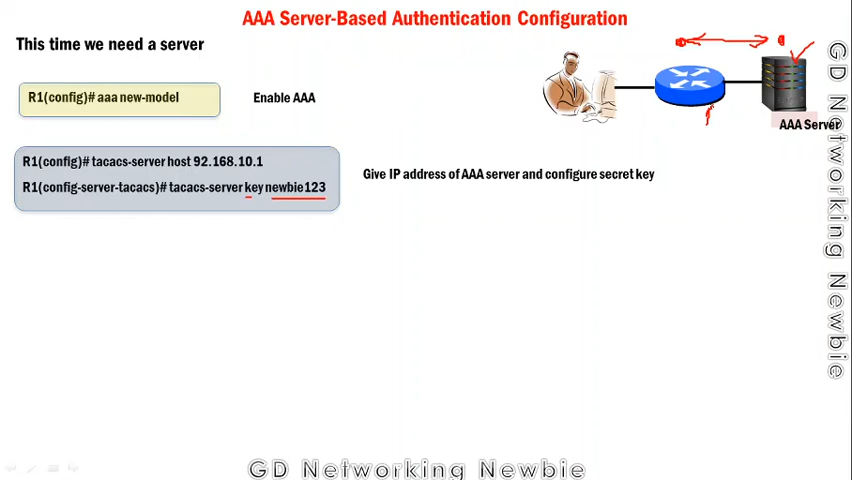 AAA Server-Based Authentication Configuration
This time we need a server
R1(config)# aaa new-model
Enable AAA
AAA Server
R1(config)# tacacs-server host 92.168.10.1
R1(config-server-tacacs)# tacacs-server key newbie123
Give IP address of AAA server and configure secret key
GD Networking Newbie
GD Networking Newbie